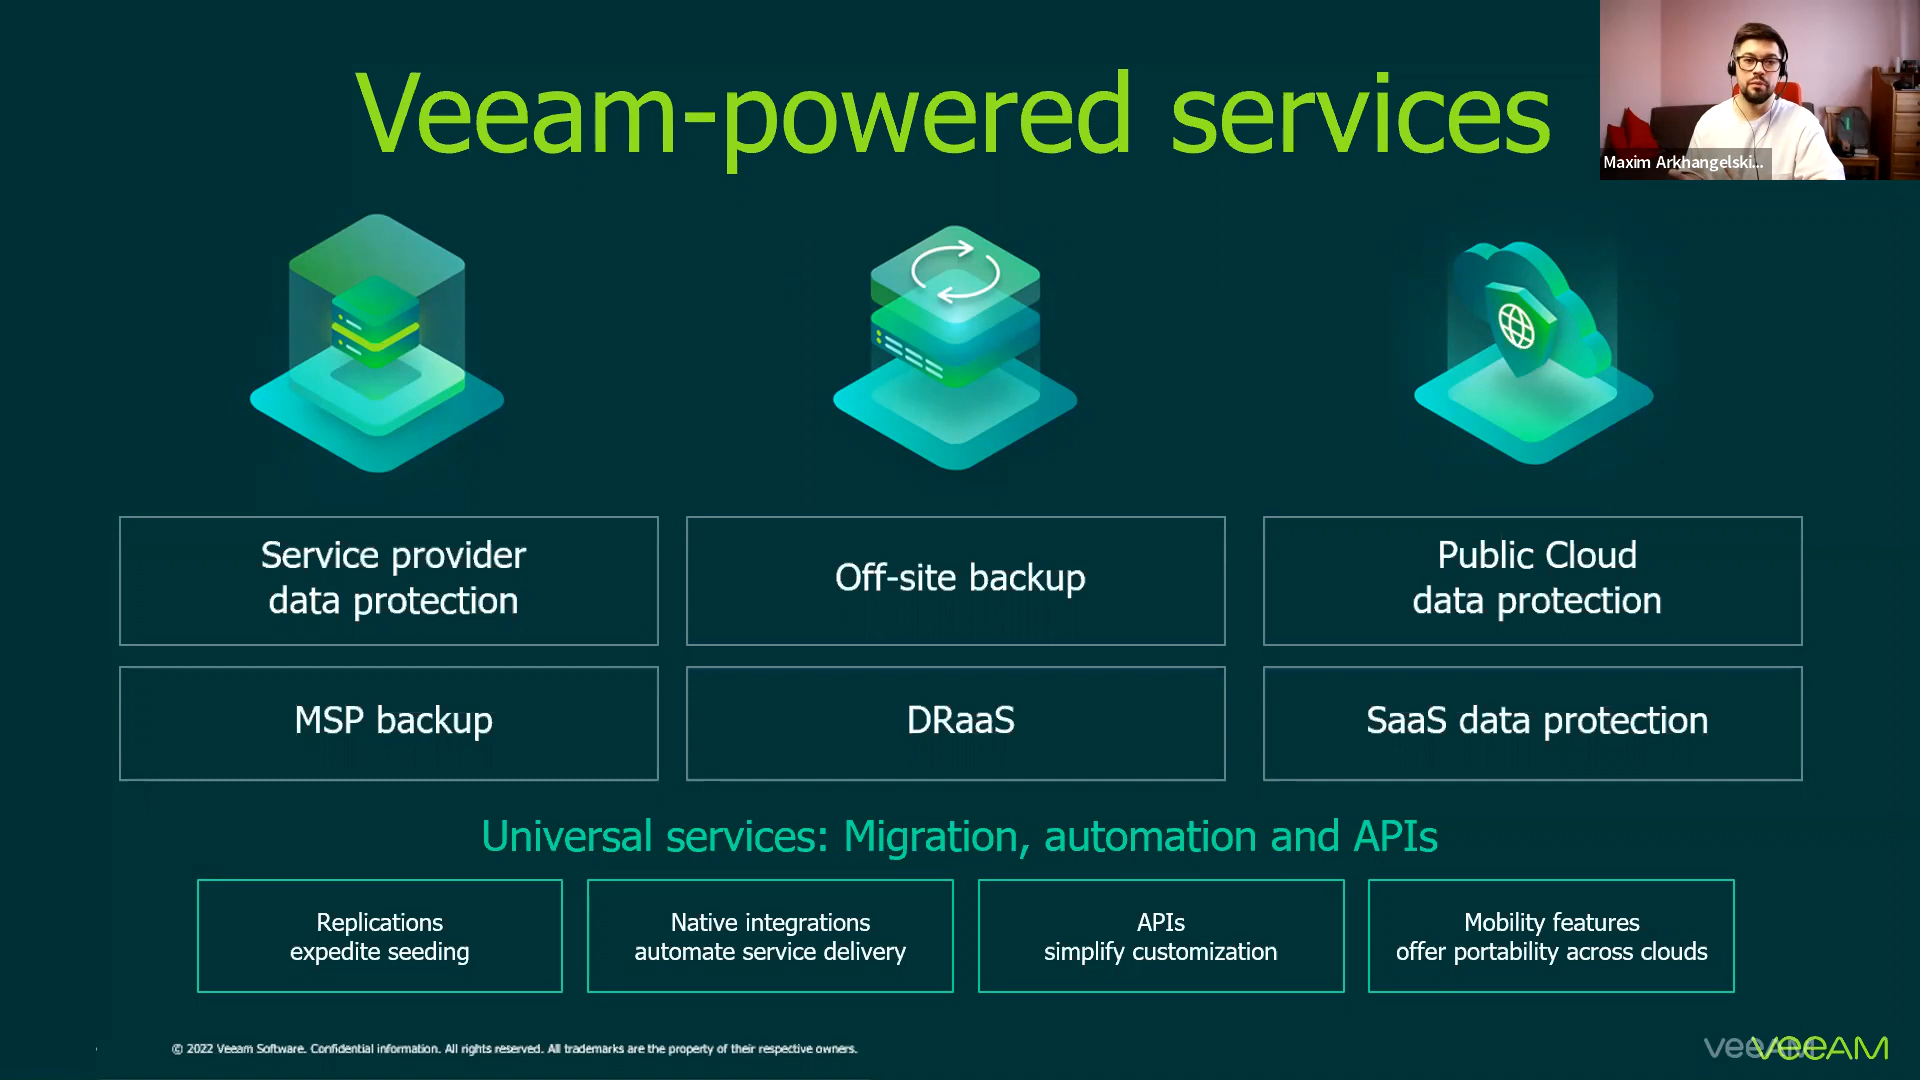 Veeam-powered services
Maxim Arkhangelski...
Service provider
data protection
Off-site backup
Public Cloud
data protection
MSP backup
DRaaS
SaaS data protection
Universal services: Migration, automation and APIs
Replications
expedite seeding
Native integrations
automate service delivery
APIs
simplify customization
Mobility features
offer portability across clouds
© 2022 Veeam Software. Confidential information. All rights reserved. All trademarks are the property of their respective owners.
veeAM